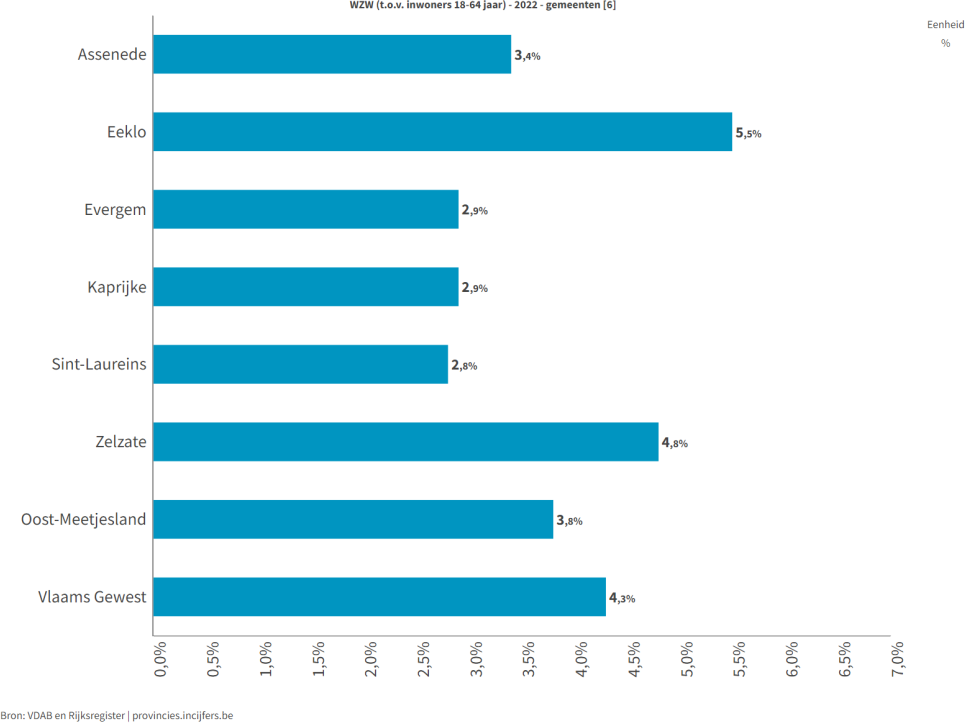 WZW (t.o.v. inwoners 18-64 jaar) - 2022 - gemeenten [6]
Eenheid
%
Assenede 3,4%
Eeklo 5,5%
Evergem 2,9%
Kaprijke 2,9%
Sint-Laureins 2,8%
Zelzate 4,8%
Oost-Meetjesland 3,8%
Vlaams Gewest 4,3%
0,0% 0,5% 1,0% 1,5% 2,0% 2,5% 3,0% 3,5% 4,0% 4,5% 5,0% 5,5% 6,0% 6,5% 7,0%
Bron: VDAB en Rijksregister | provincies.incijfers.be